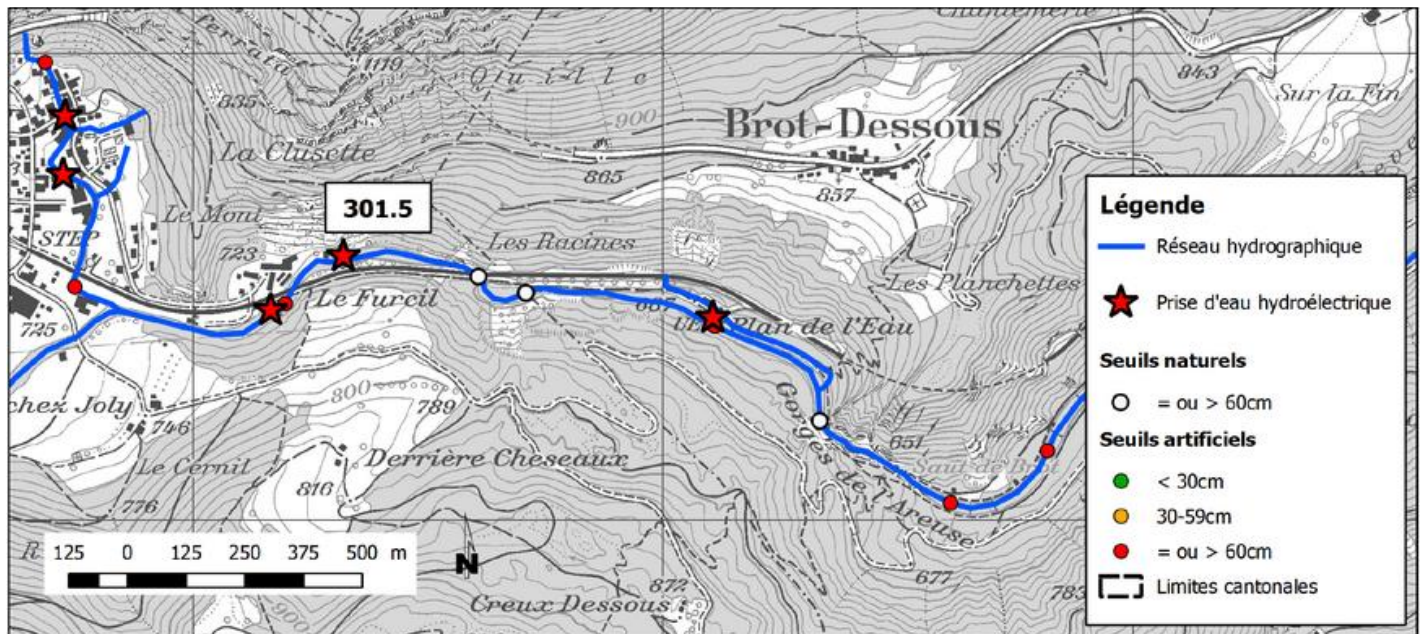 Chantemerle
1119
Quille
843
Sur la Fin
835
900
Brot-Dessous
La Clusette
865
857
Le Mont
301.5
STEP
723
Les Racines
Les Planchettes
Le Furcil
667
Plan de l'Eau
725
chez Joly
800
789
746
Derrière Cheseaux
Gorges de l'Areuse
651
Saut de Brot
Le Cernil
816
776
677
783
872
900
Creux Dessous
125 0 125 250 375 500 m
N
Légende
Réseau hydrographique
Prise d'eau hydroélectrique
Seuils naturels
= ou > 60cm
Seuils artificiels
< 30cm
30-59cm
= ou > 60cm
Limites cantonales